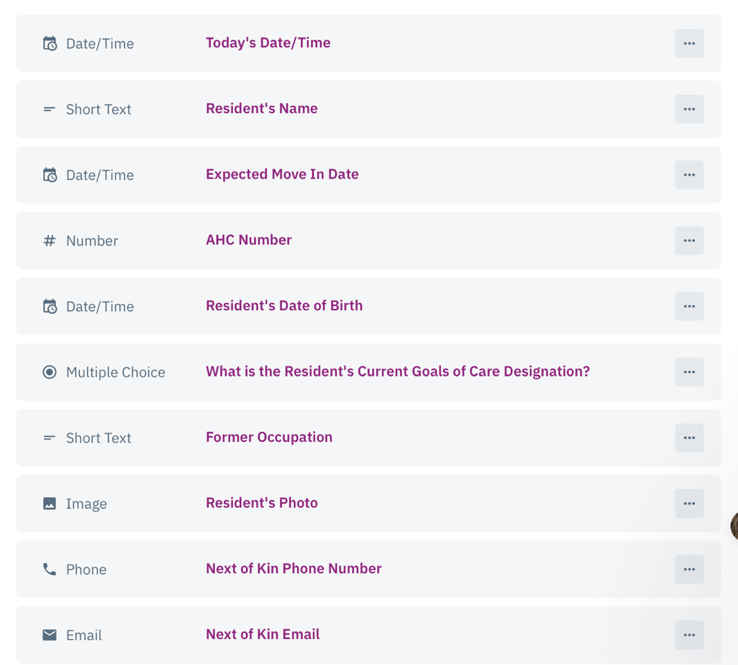 Date/Time Today's Date/Time
Short Text Resident's Name
Date/Time Expected Move In Date
Number AHC Number
Date/Time Resident's Date of Birth
Multiple Choice What is the Resident's Current Goals of Care Designation?
Short Text Former Occupation
Image Resident's Photo
Phone Next of Kin Phone Number
Email Next of Kin Email